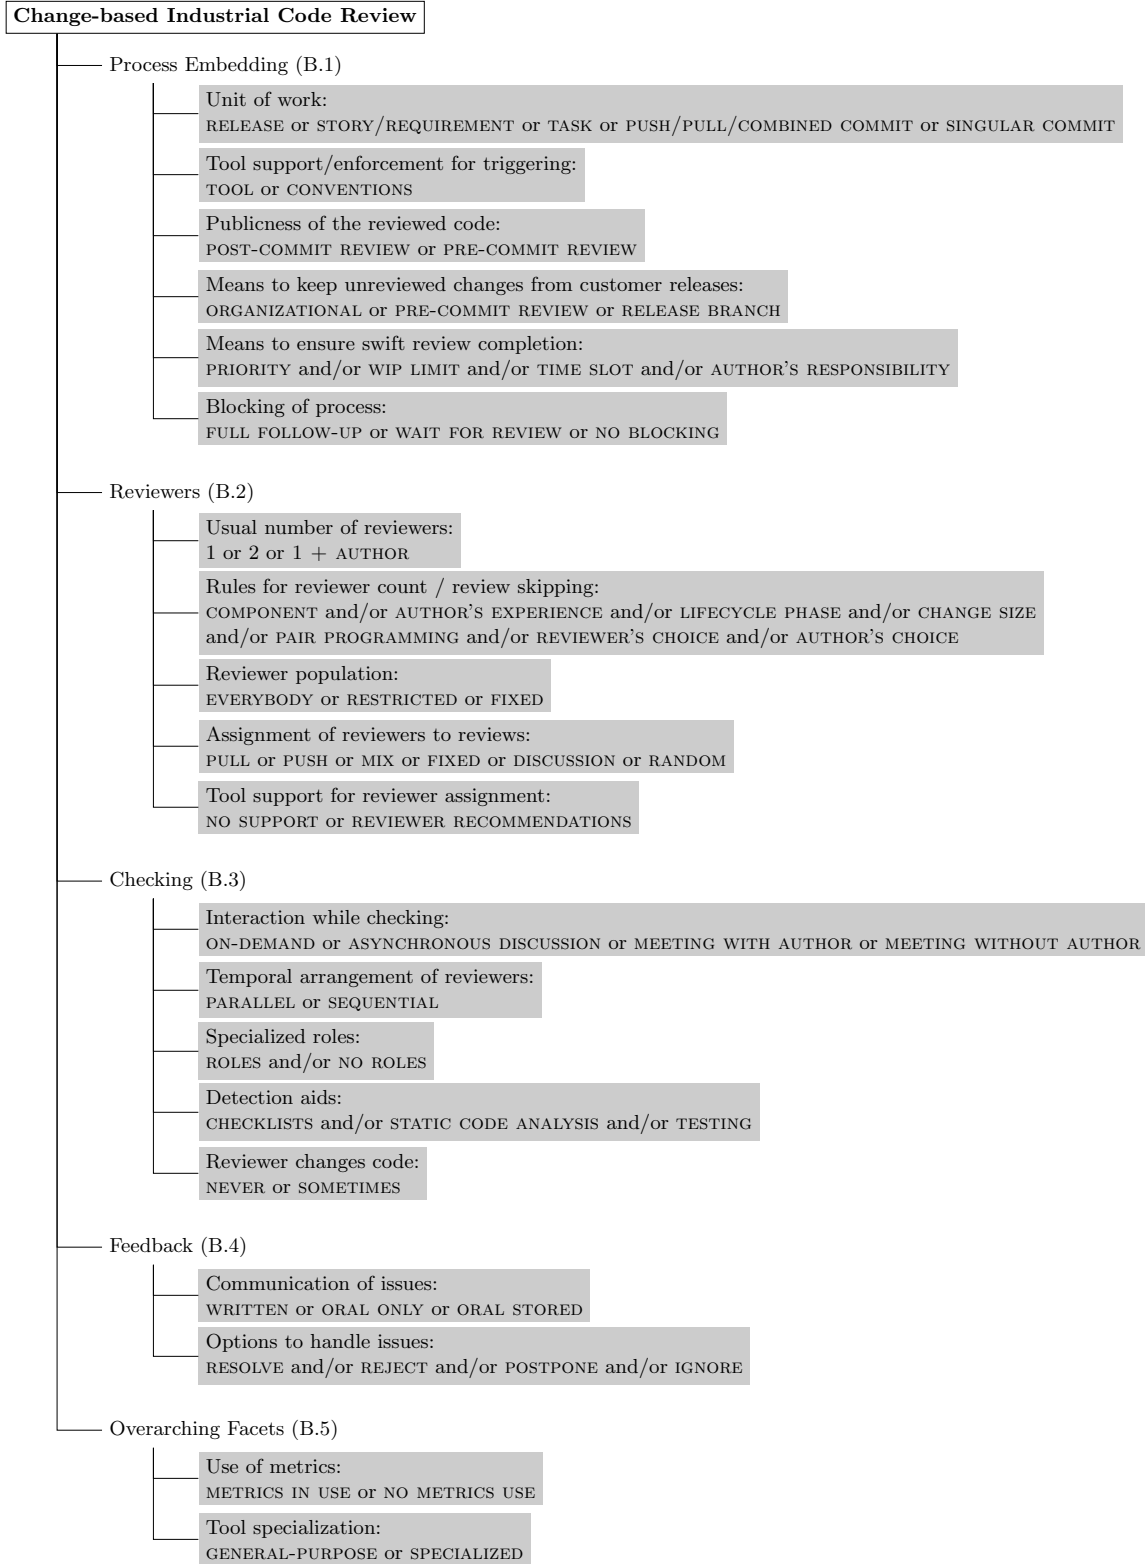 Change-based Industrial Code Review
Process Embedding (B.1)
Unit of work:
RELEASE or STORY/REQUIREMENT or TASK or PUSH/PULL/COMBINED COMMIT or SINGULAR COMMIT
Tool support/enforcement for triggering:
TOOL or CONVENTIONS
Publicness of the reviewed code:
POST-COMMIT REVIEW or PRE-COMMIT REVIEW
Means to keep unreviewed changes from customer releases:
ORGANIZATIONAL or PRE-COMMIT REVIEW or RELEASE BRANCH
Means to ensure swift review completion:
PRIORITY and/or WIP LIMIT and/or TIME SLOT and/or AUTHOR'S RESPONSIBILITY
Blocking of process:
FULL FOLLOW-UP or WAIT FOR REVIEW or NO BLOCKING
Reviewers (B.2)
Usual number of reviewers:
1 or 2 or 1 + AUTHOR
Rules for reviewer count / review skipping:
COMPONENT and/or AUTHOR'S EXPERIENCE and/or LIFECYCLE PHASE and/or CHANGE SIZE
and/or PAIR PROGRAMMING and/or REVIEWER'S CHOICE and/or AUTHOR'S CHOICE
Reviewer population:
EVERYBODY or RESTRICTED or FIXED
Assignment of reviewers to reviews:
PULL or PUSH or MIX or FIXED or DISCUSSION or RANDOM
Tool support for reviewer assignment:
NO SUPPORT or REVIEWER RECOMMENDATIONS
Checking (B.3)
Interaction while checking:
ON-DEMAND or ASYNCHRONOUS DISCUSSION or MEETING WITH AUTHOR or MEETING WITHOUT AUTHOR
Temporal arrangement of reviewers:
PARALLEL or SEQUENTIAL
Specialized roles:
ROLES and/or NO ROLES
Detection aids:
CHECKLISTS and/or STATIC CODE ANALYSIS and/or TESTING
Reviewer changes code:
NEVER or SOMETIMES
Feedback (B.4)
Communication of issues:
WRITTEN or ORAL ONLY or ORAL STORED
Options to handle issues:
RESOLVE and/or REJECT and/or POSTPONE and/or IGNORE
Overarching Facets (B.5)
Use of metrics:
METRICS IN USE or NO METRICS USE
Tool specialization:
GENERAL-PURPOSE or SPECIALIZED